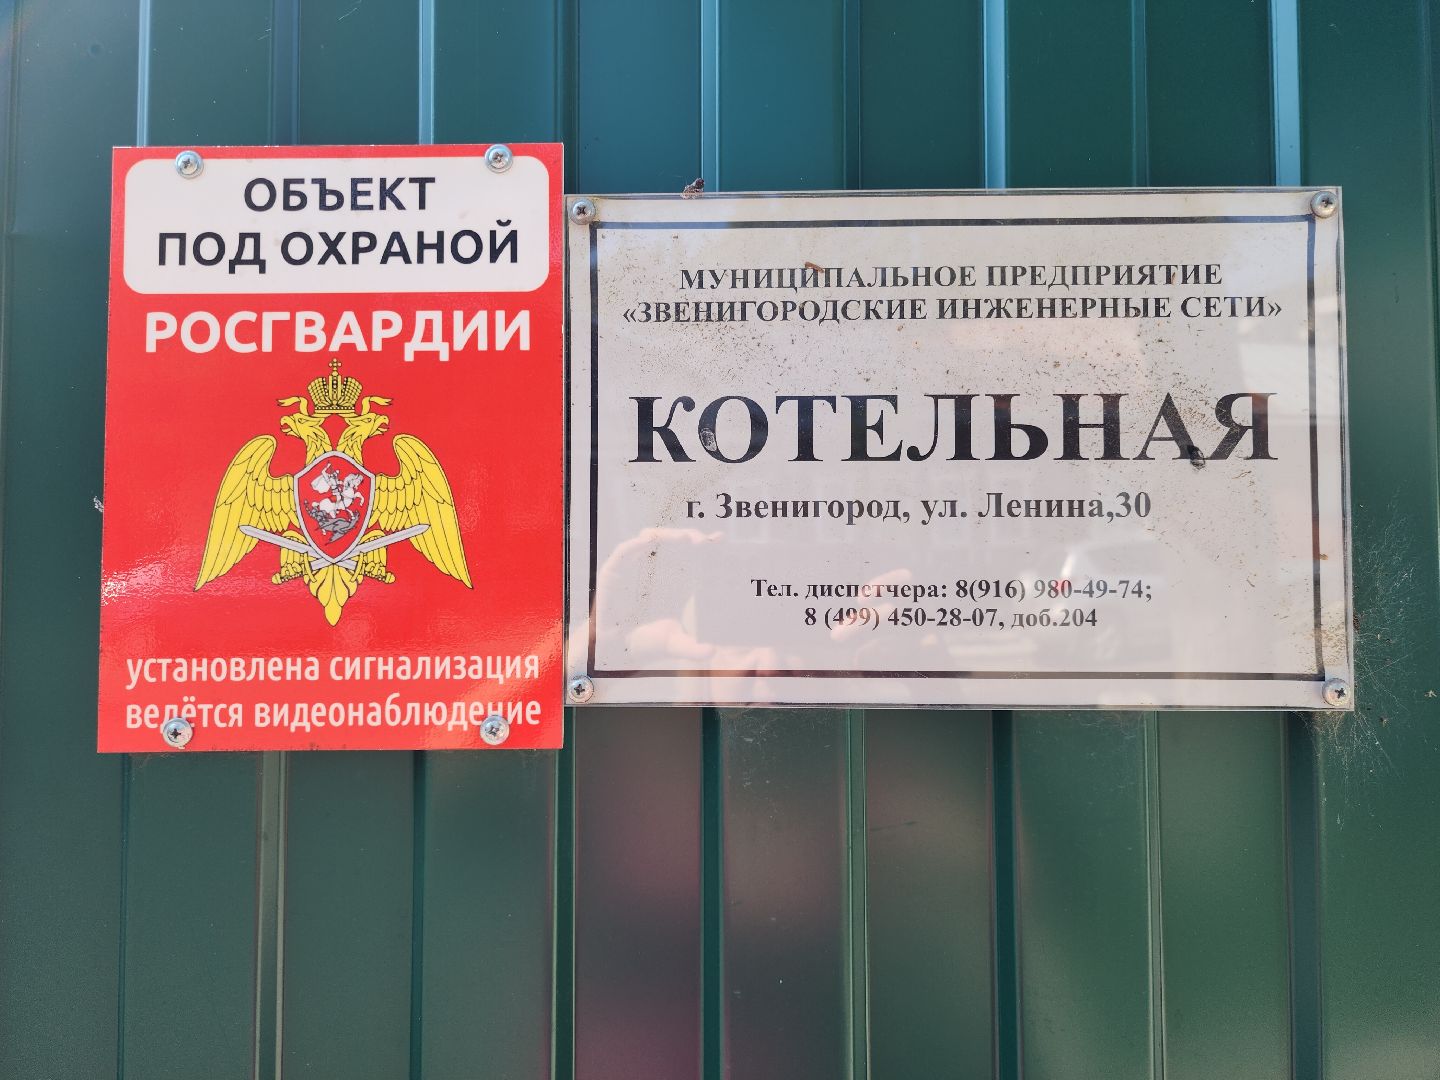 ОБЪЕКТ
ПОД ОХРАНОЙ
РОСГВАРДИИ
установлена сигнализация
ведётся видеонаблюдение
МУНИЦИПАЛЬНОЕ ПРЕДПРИЯТИЕ
«ЗВЕНИГОРОДСКИЕ ИНЖЕНЕРНЫЕ СЕТИ»
КОТЕЛЬНАЯ
г. Звенигород, ул. Ленина,30
Тел. диспетчера: 8(916) 980-49-74;
8 (499) 450-28-07, доб.204